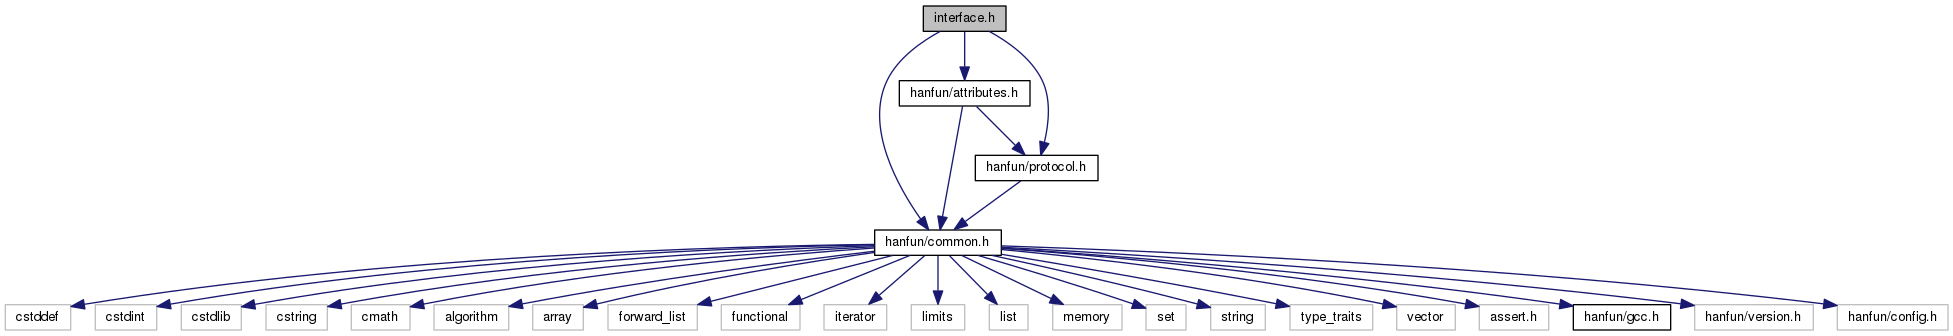 interface.h
hanfun/attributes.h
hanfun/protocol.h
hanfun/common.h
cstddef
cstdint
cstdlib
cstring
cmath
algorithm
array
forward_list
functional
iterator
limits
list
memory
set
string
type_traits
vector
assert.h
hanfun/gcc.h
hanfun/version.h
hanfun/config.h